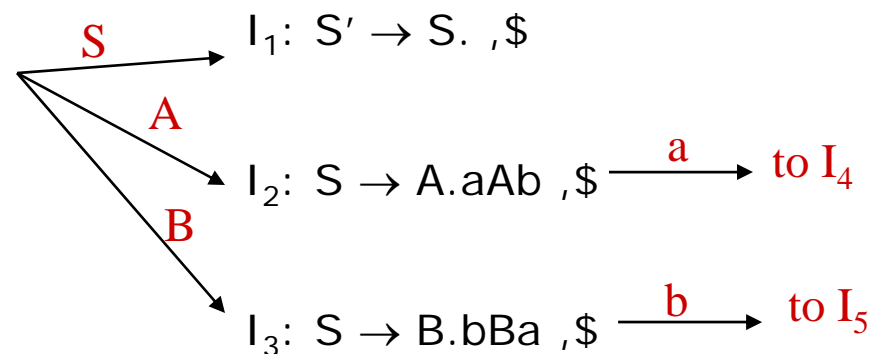 S
I₁: S′ → S. ,$
A
I₂: S → A.aAb ,$ a to I₄
B
I₃: S → B.bBa ,$ b to I₅